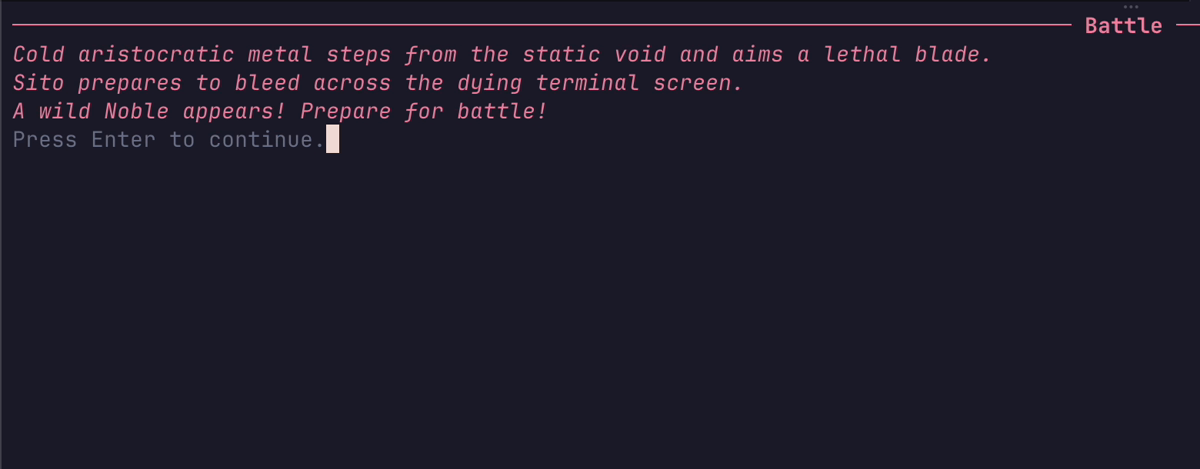 Battle
Cold aristocratic metal steps from the static void and aims a lethal blade.
Sito prepares to bleed across the dying terminal screen.
A wild Noble appears! Prepare for battle!
Press Enter to continue.